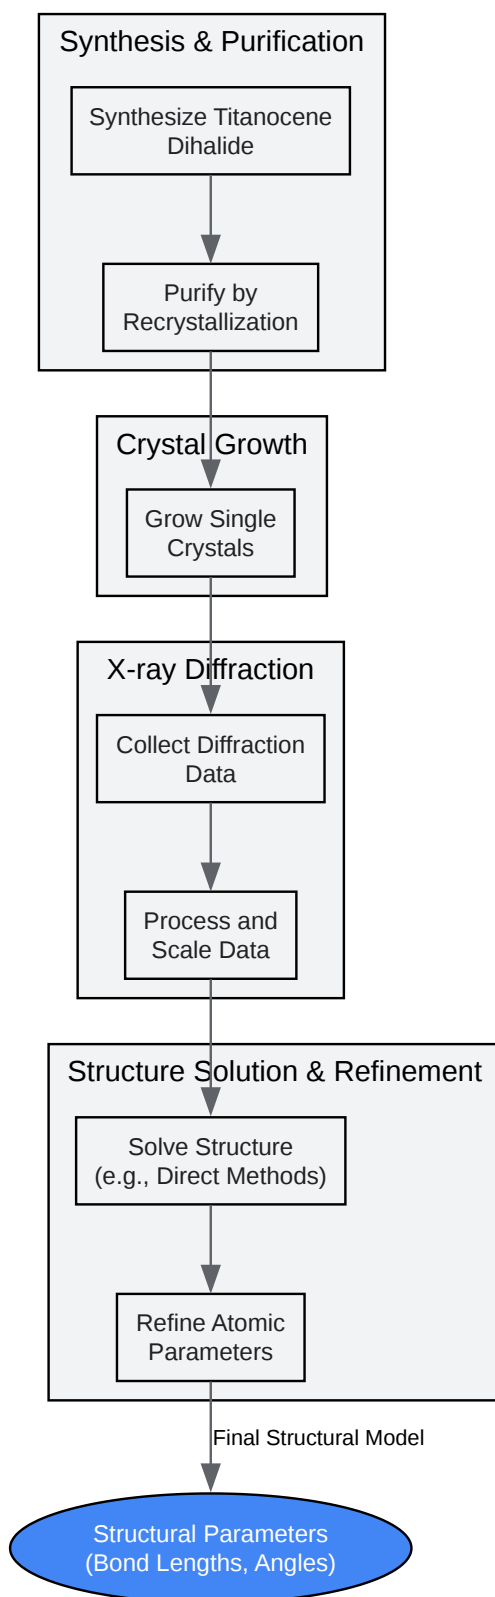 Synthesis & Purification
Synthesize Titanocene
Dihalide
Purify by
Recrystallization
Crystal Growth
Grow Single
Crystals
X-ray Diffraction
Collect Diffraction
Data
Process and
Scale Data
Structure Solution & Refinement
Solve Structure
(e.g., Direct Methods)
Refine Atomic
Parameters
Final Structural Model
Structural Parameters
(Bond Lengths, Angles)